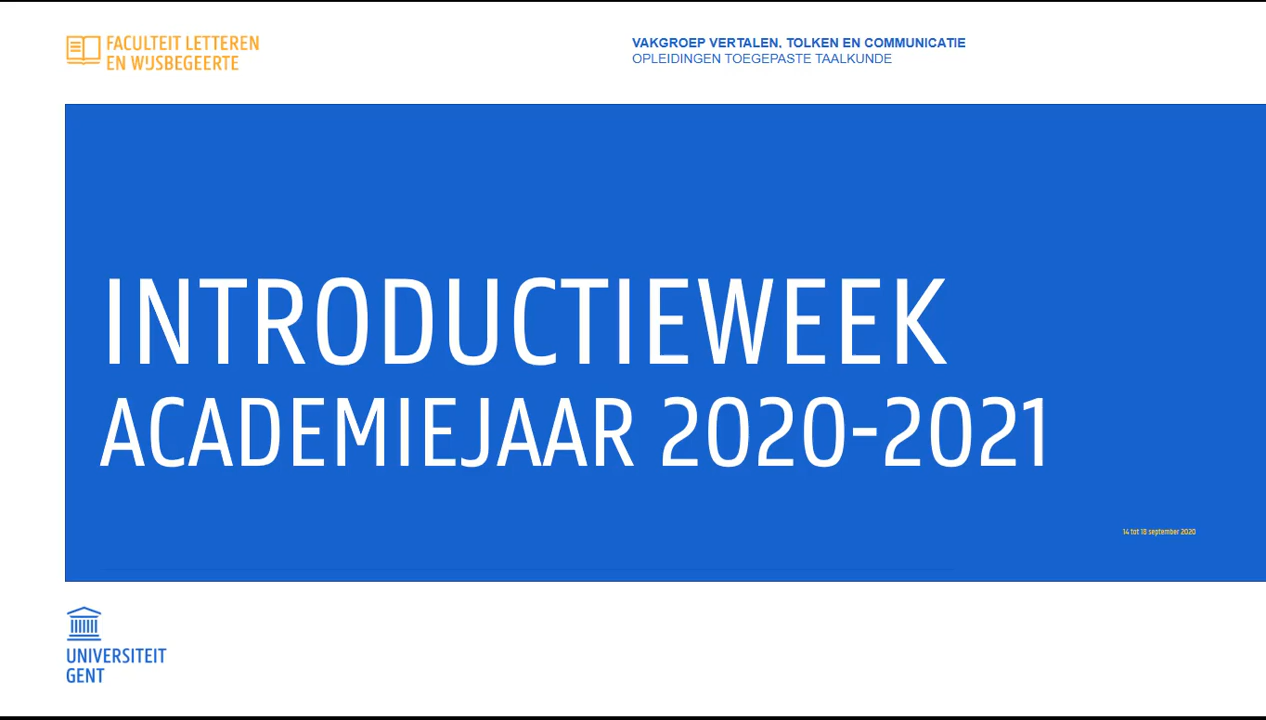 FACULTEIT LETTEREN
EN WIJSBEGEERTE
VAKGROEP VERTALEN, TOLKEN EN COMMUNICATIE
OPLEIDINGEN TOEGEPASTE TAALKUNDE
INTRODUCTIEWEEK
ACADEMIEJAAR 2020-2021
14 tot 18 september 2020
UNIVERSITEIT
GENT